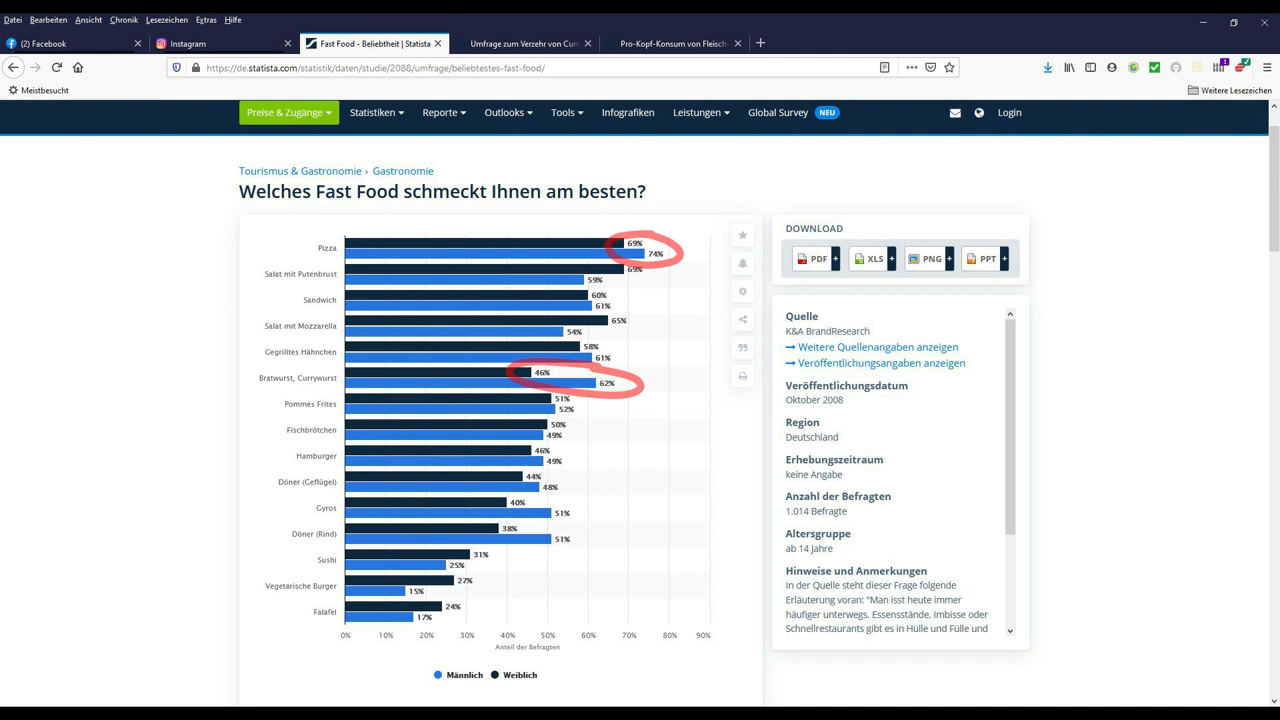 Datei Bearbeiten Ansicht Chronik Lesezeichen Extras Hilfe
(2) Facebook Instagram Fast Food - Beliebtheit | Statista Umfrage zum Verzehr von Cur Pro-Kopf-Konsum von Fleisch-
https://de.statista.com/statistik/daten/studie/2088/umfrage/beliebtestes-fast-food/
Meistbesucht Weitere Lesezeichen
Preise & Zugänge Statistiken Reporte Outlooks Tools Infografiken Leistungen Global Survey NEU Login
Tourismus & Gastronomie › Gastronomie
Welches Fast Food schmeckt Ihnen am besten?
Pizza 69% 74%
Salat mit Putenbrust 69% 59%
Sandwich 60% 61%
Salat mit Mozzarella 65% 54%
Gegrilltes Hähnchen 58% 61%
Bratwurst, Currywurst 46% 62%
Pommes Frites 51% 52%
Fischbrötchen 50% 49%
Hamburger 46% 49%
Döner (Geflügel) 44% 48%
Gyros 40% 51%
Döner (Rind) 38% 51%
Sushi 31% 25%
Vegetarische Burger 27% 15%
Falafel 24% 17%
0% 10% 20% 30% 40% 50% 60% 70% 80% 90%
Anteil der Befragten
Männlich Weiblich
DOWNLOAD
PDF + XLS + PNG + PPT +
Quelle
K&A BrandResearch
Weitere Quellenangaben anzeigen
Veröffentlichungsangaben anzeigen
Veröffentlichungsdatum
Oktober 2008
Region
Deutschland
Erhebungszeitraum
keine Angabe
Anzahl der Befragten
1.014 Befragte
Altersgruppe
ab 14 Jahre
Hinweise und Anmerkungen
In der Quelle steht dieser Frage folgende
Erläuterung voran: "Man isst heute immer
häufiger unterwegs. Essensstände, Imbisse oder
Schnellrestaurants gibt es in Hülle und Fülle und